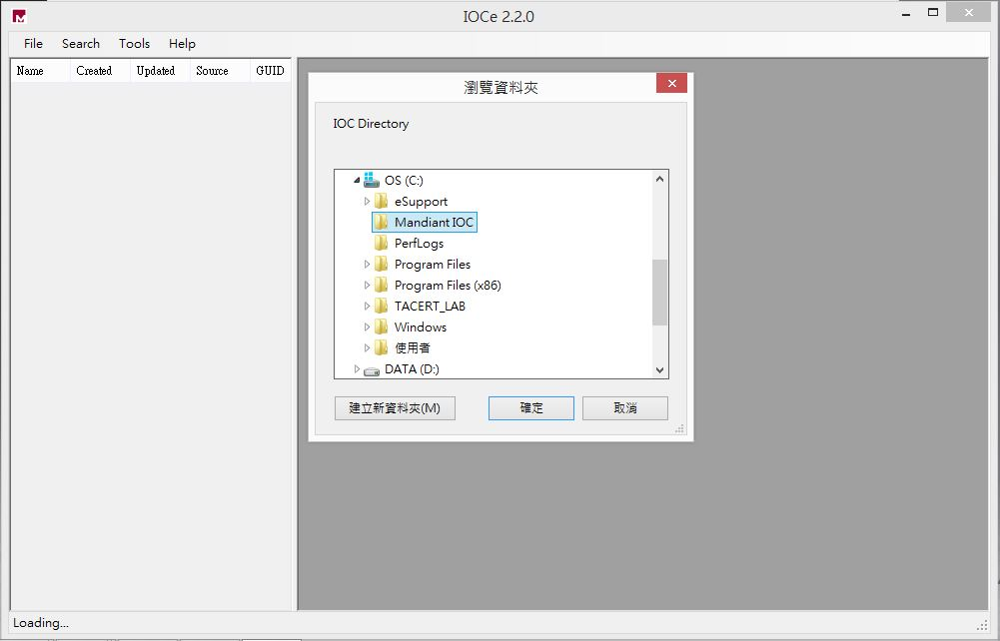 IOCe 2.2.0
File Search Tools Help
Name Created Updated Source GUID
瀏覽資料夾
IOC Directory
OS (C:)
eSupport
Mandiant IOC
PerfLogs
Program Files
Program Files (x86)
TACERT_LAB
Windows
使用者
DATA (D:)
建立新資料夾(M) 確定 取消
Loading...